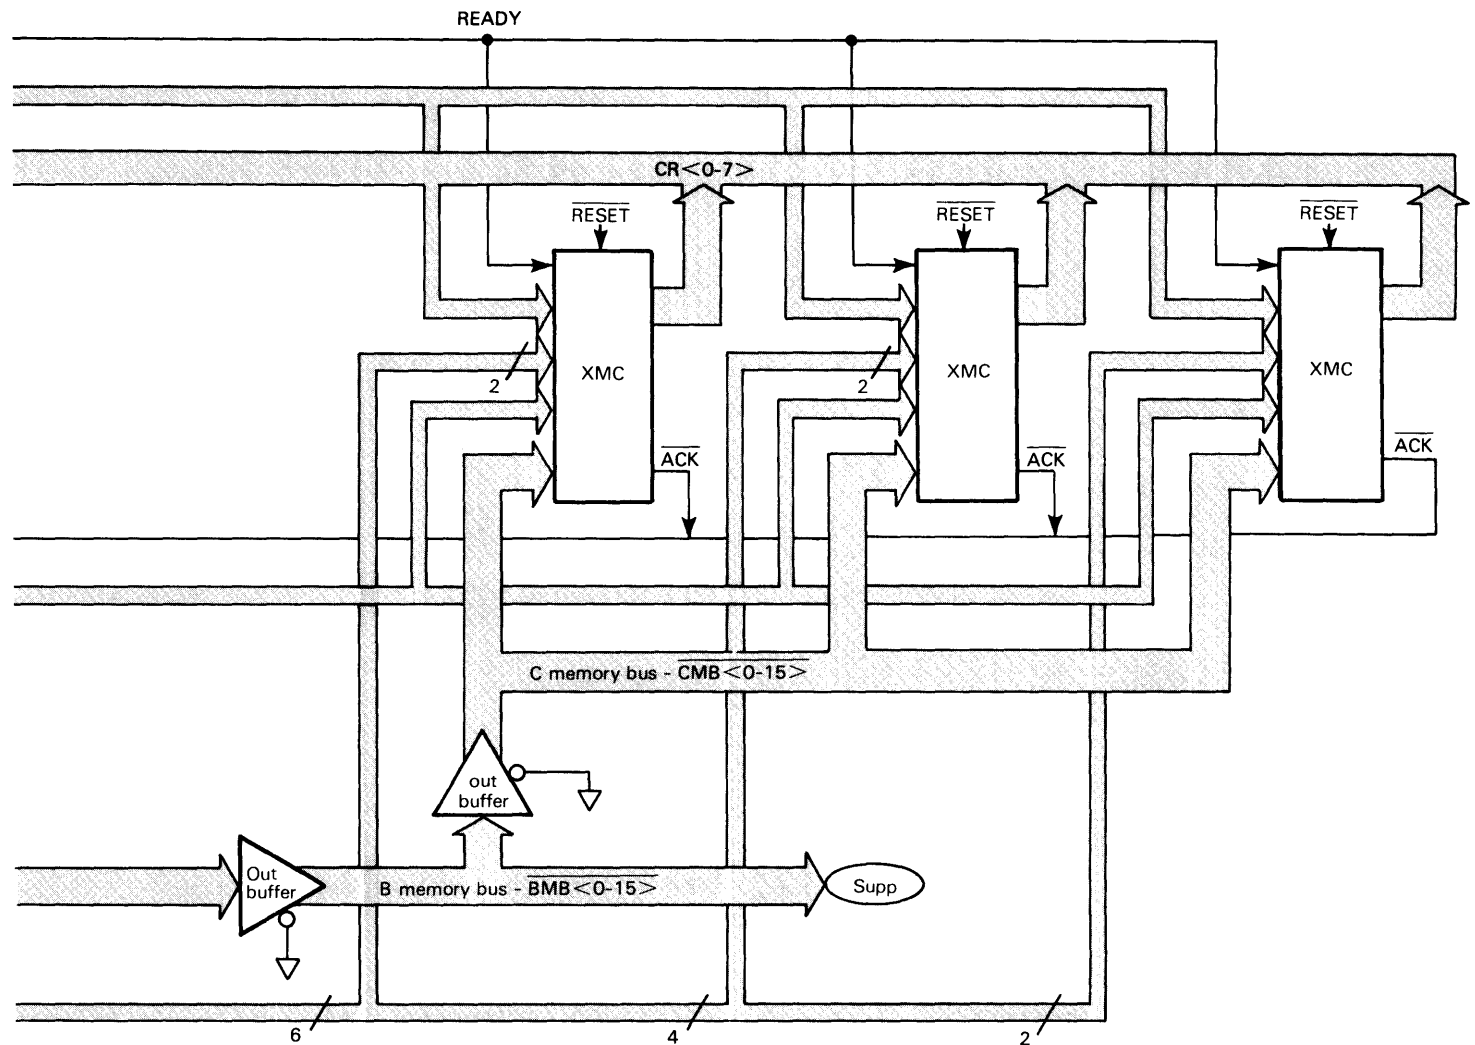 READY
CR<0-7>
RESET
RESET
RESET
XMC
XMC
XMC
2
2
ACK
ACK
ACK
C memory bus - CMB<0-15>
out
buffer
Out
buffer
B memory bus - BMB<0-15>
Supp
6
4
2